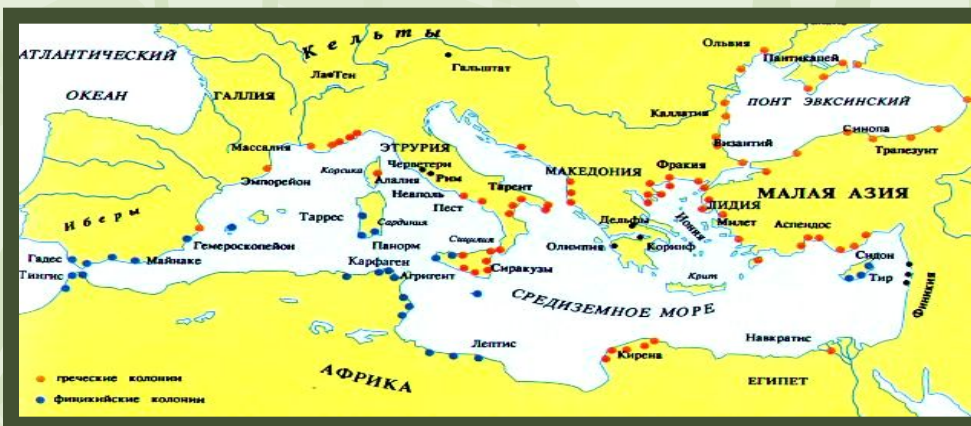 Кельты
Ольвия
АТЛАНТИЧЕСКИЙ
Пантикапей
Ла-Тен
Гальштат
ОКЕАН
ГАЛЛИЯ
ПОНТ ЭВКСИНСКИЙ
Каллатия
Синопа
Массалия
ЭТРУРИЯ
Византий
Трапезунт
Черветери
Корсика
Рим
МАКЕДОНИЯ
Фракия
Эмпорейон
Алалия
Неаполь
Тарент
МАЛАЯ АЗИЯ
Иберы
Таррес
Пест
ЛИДИЯ
Сардиния
Дельфы
Иония
Милет
Аспендос
Гемероскопейон
Панорм
Сицилия
Олимпия
Коринф
Гадес
Майнаке
Карфаген
Сидон
Тингис
Агригент
Сиракузы
Крит
Тир
Финикия
СРЕДИЗЕМНОЕ МОРЕ
Лептис
Кирена
Навкратис
АФРИКА
ЕГИПЕТ
греческие колонии
финикийские колонии